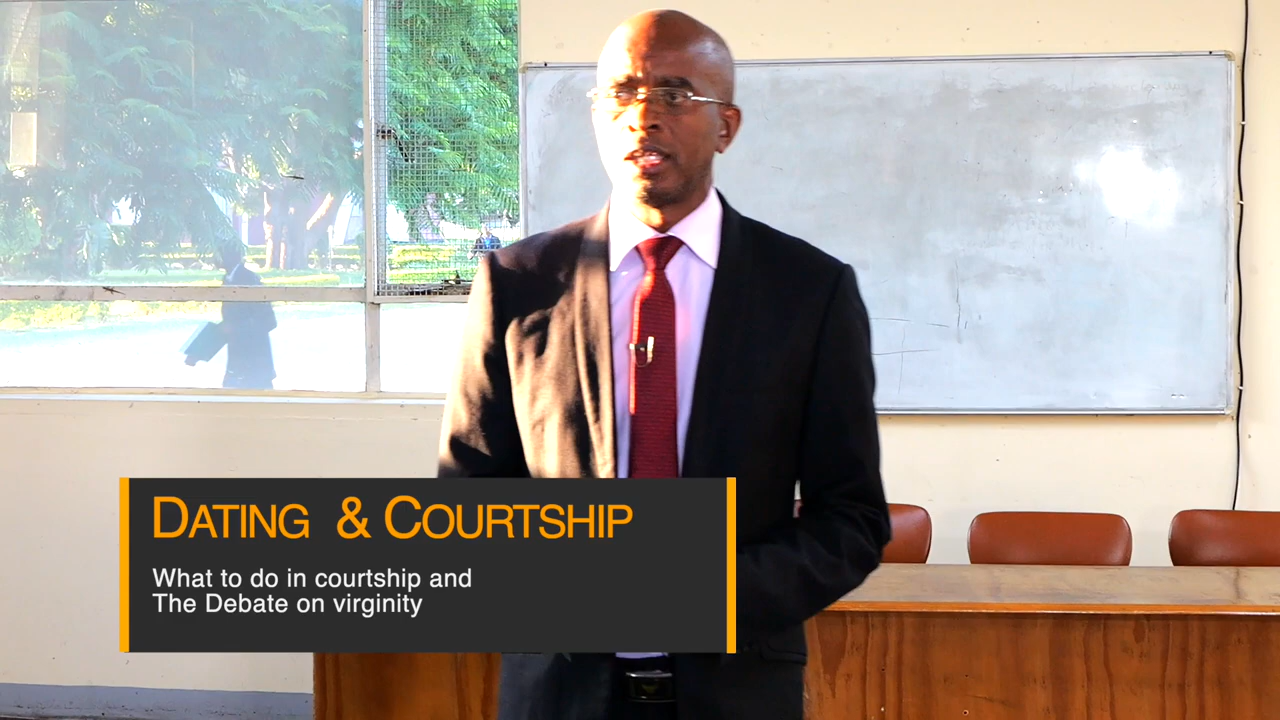 DATING & COURTSHIP
What to do in courtship and
The Debate on virginity